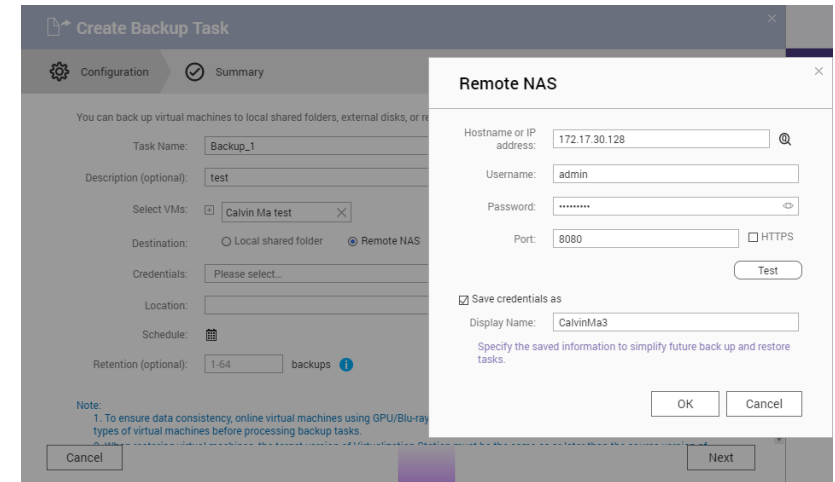 Create Backup Task
Configuration
Summary
You can back up virtual machines to local shared folders, external disks, or re
Task Name: Backup_1
Description (optional): test
Select VMs: Calvin Ma test
Destination: Local shared folder Remote NAS
Credentials: Please select...
Location:
Schedule:
Retention (optional): 1-64 backups
Note:
1. To ensure data consistency, online virtual machines using GPU/Blu-ray
types of virtual machines before processing backup tasks.
Cancel
Next
Remote NAS
Hostname or IP
address: 172.17.30.128
Username: admin
Password: •••••••••
Port: 8080 HTTPS
Test
Save credentials as
Display Name: CalvinMa3
Specify the saved information to simplify future back up and restore
tasks.
OK
Cancel